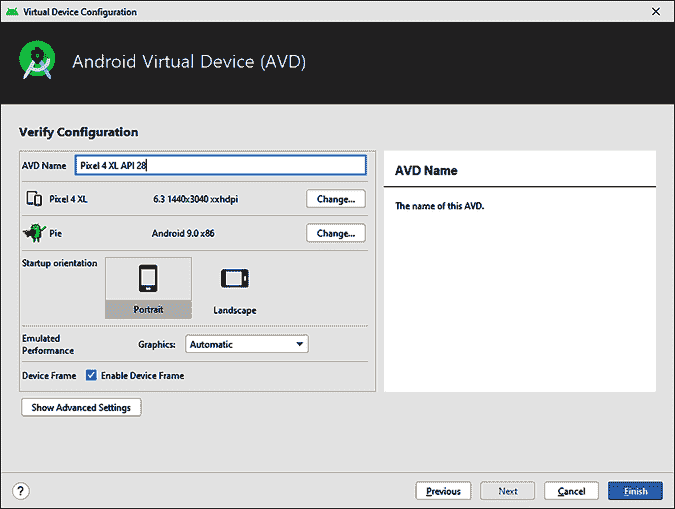 Virtual Device Configuration
Android Virtual Device (AVD)
Verify Configuration
AVD Name Pixel 4 XL API 28
Pixel 4 XL 6.3 1440x3040 xxhdpi Change...
Pie Android 9.0 x86 Change...
Startup orientation
Portrait Landscape
Emulated
Performance Graphics: Automatic
Device Frame Enable Device Frame
Show Advanced Settings
AVD Name
The name of this AVD.
? Previous Next Cancel Finish